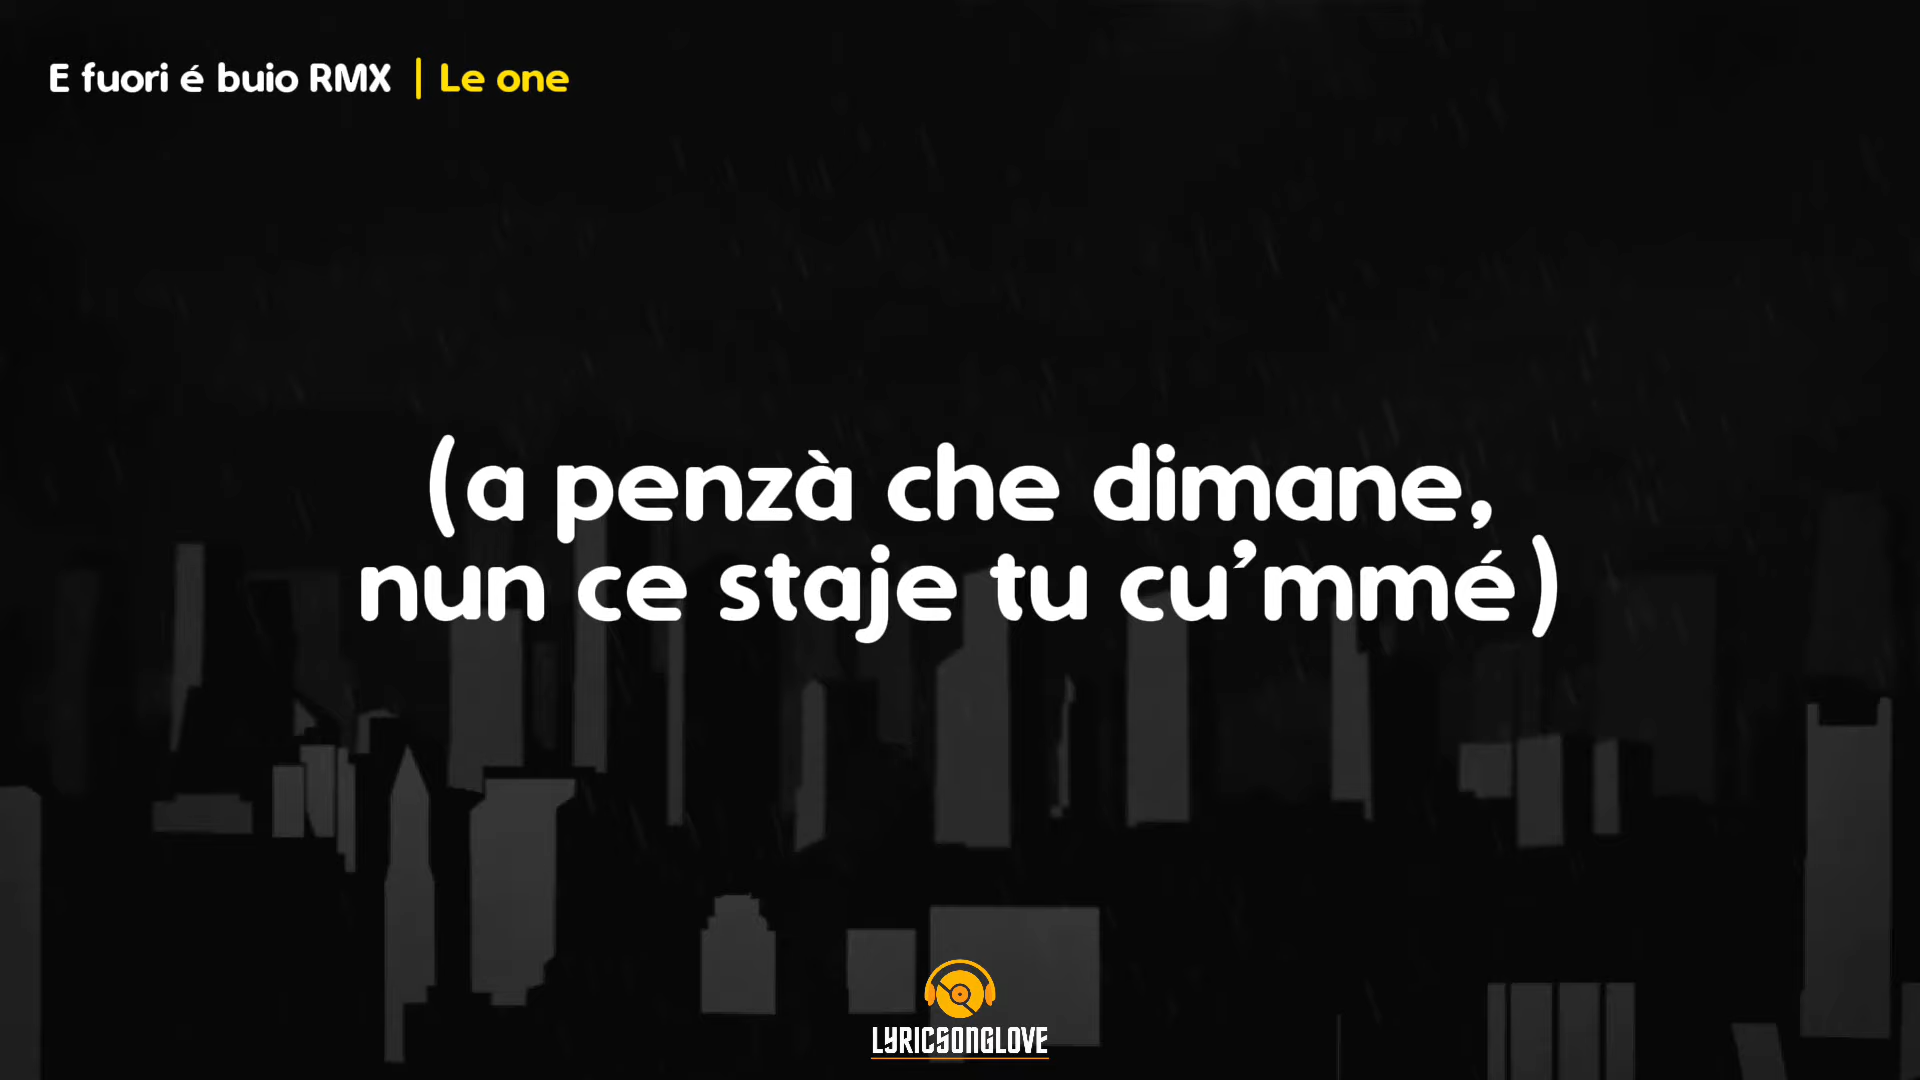 E fuori é buio RMX | Le one
(a penzà che dimane,
nun ce staje tu cu’mmé)
LYRICSONGLOVE